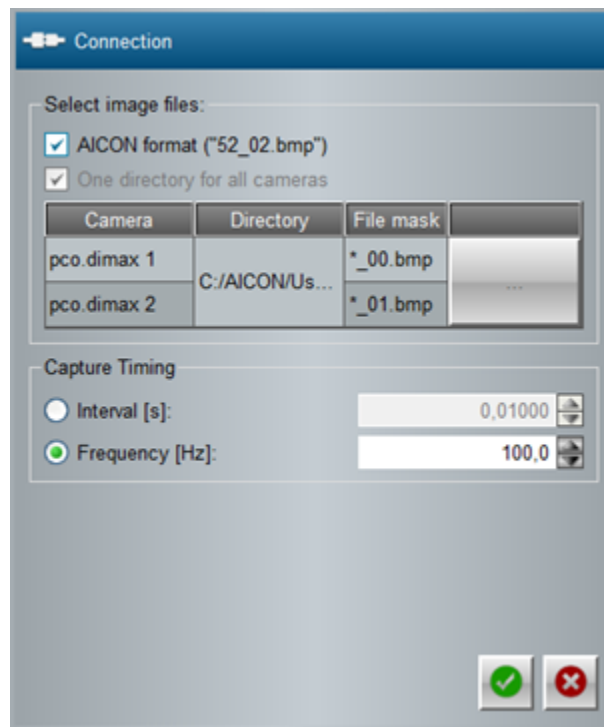 Connection
Select image files:
AICON format ("52_02.bmp")
One directory for all cameras
Camera Directory File mask
pco.dimax 1 C:/AICON/Us... *_00.bmp ...
pco.dimax 2 *_01.bmp
Capture Timing
Interval [s]: 0,01000
Frequency [Hz]: 100,0